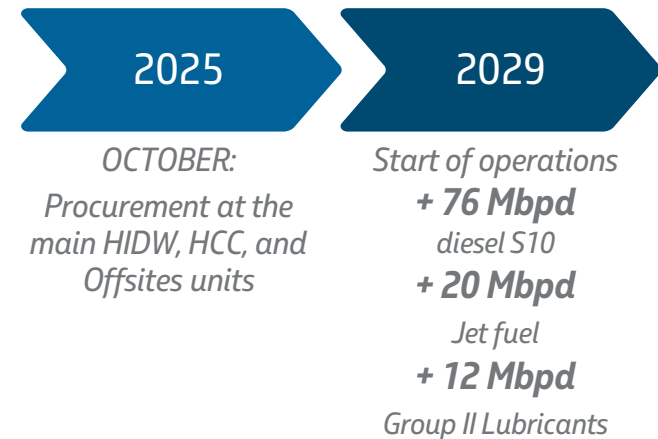 2025
OCTOBER:
Procurement at the
main HIDW, HCC, and
Offsites units
2029
Start of operations
+ 76 Mbpd
diesel S10
+ 20 Mbpd
Jet fuel
+ 12 Mbpd
Group II Lubricants